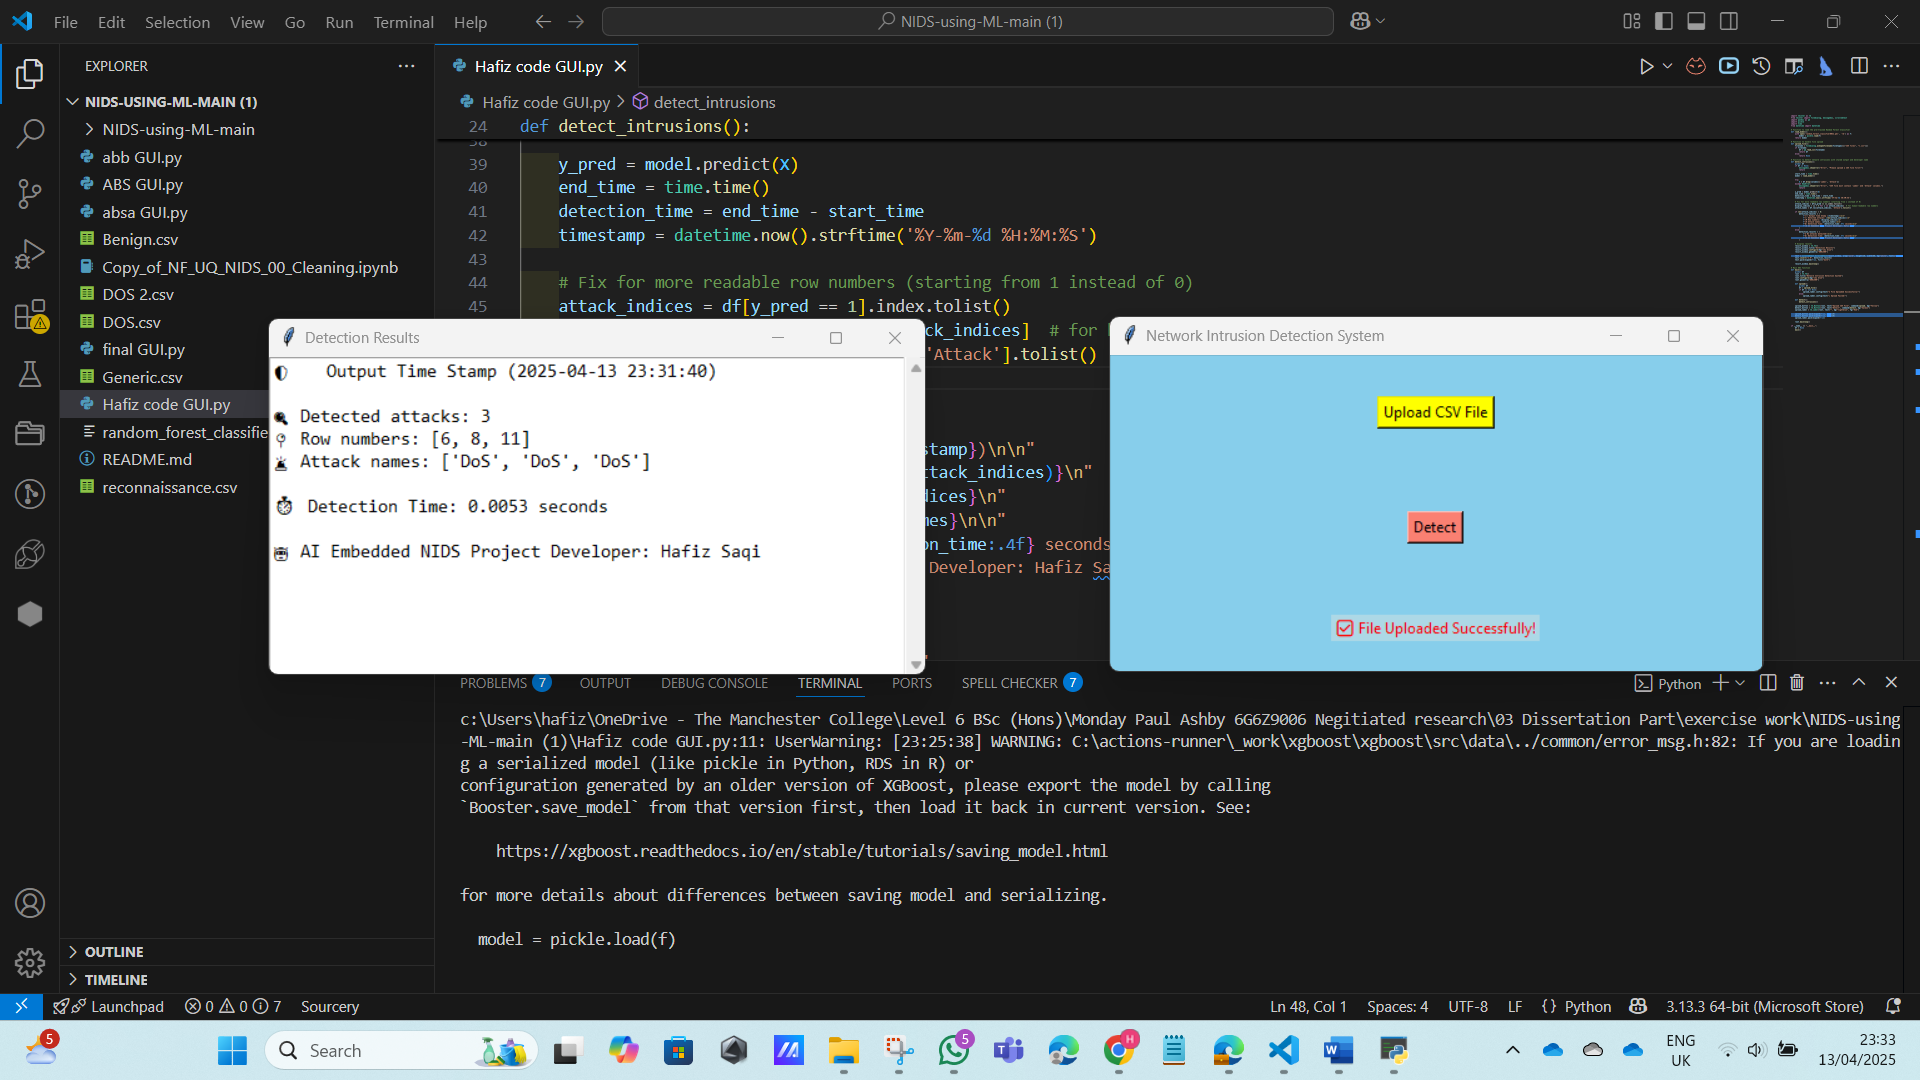 File Edit Selection View Go Run Terminal Help
NIDS-using-ML-main (1)
EXPLORER
NIDS-USING-ML-MAIN (1)
NIDS-using-ML-main
abb GUI.py
ABS GUI.py
absa GUI.py
Benign.csv
Copy_of_NF_UQ_NIDS_00_Cleaning.ipynb
DOS 2.csv
DOS.csv
final GUI.py
Generic.csv
Hafiz code GUI.py
random_forest_classifie
README.md
reconnaissance.csv
OUTLINE
TIMELINE
Hafiz code GUI.py
Hafiz code GUI.py > detect_intrusions
24 def detect_intrusions():
38
39 y_pred = model.predict(X)
40 end_time = time.time()
41 detection_time = end_time - start_time
42 timestamp = datetime.now().strftime('%Y-%m-%d %H:%M:%S')
43
44 # Fix for more readable row numbers (starting from 1 instead of 0)
45 attack_indices = df[y_pred == 1].index.tolist()
ck_indices] # for
'Attack'].tolist()
stamp})\n\n"
ttack_indices)}\n"
dices}\n"
mes}\n\n"
on_time:.4f} seconds
Developer: Hafiz Sa
Detection Results
Output Time Stamp (2025-04-13 23:31:40)
Detected attacks: 3
Row numbers: [6, 8, 11]
Attack names: ['DoS', 'DoS', 'DoS']
Detection Time: 0.0053 seconds
AI Embedded NIDS Project Developer: Hafiz Saqi
Network Intrusion Detection System
Upload CSV File
Detect
File Uploaded Successfully!
PROBLEMS 7 OUTPUT DEBUG CONSOLE TERMINAL PORTS SPELL CHECKER 7
Python
c:\Users\hafiz\OneDrive - The Manchester College\Level 6 BSc (Hons)\Monday Paul Ashby 6G6Z9006 Negitiated research\03 Dissertation Part\exercise work\NIDS-using
-ML-main (1)\Hafiz code GUI.py:11: UserWarning: [23:25:38] WARNING: C:\actions-runner\_work\xgboost\xgboost\src\data\../common/error_msg.h:82: If you are loadin
g a serialized model (like pickle in Python, RDS in R) or
configuration generated by an older version of XGBoost, please export the model by calling
`Booster.save_model` from that version first, then load it back in current version. See:
https://xgboost.readthedocs.io/en/stable/tutorials/saving_model.html
for more details about differences between saving model and serializing.
model = pickle.load(f)
Launchpad 0 0 7 Sourcery
Ln 48, Col 1 Spaces: 4 UTF-8 LF {} Python 3.13.3 64-bit (Microsoft Store)
5
Search
5
H
ENG
UK
23:33
13/04/2025